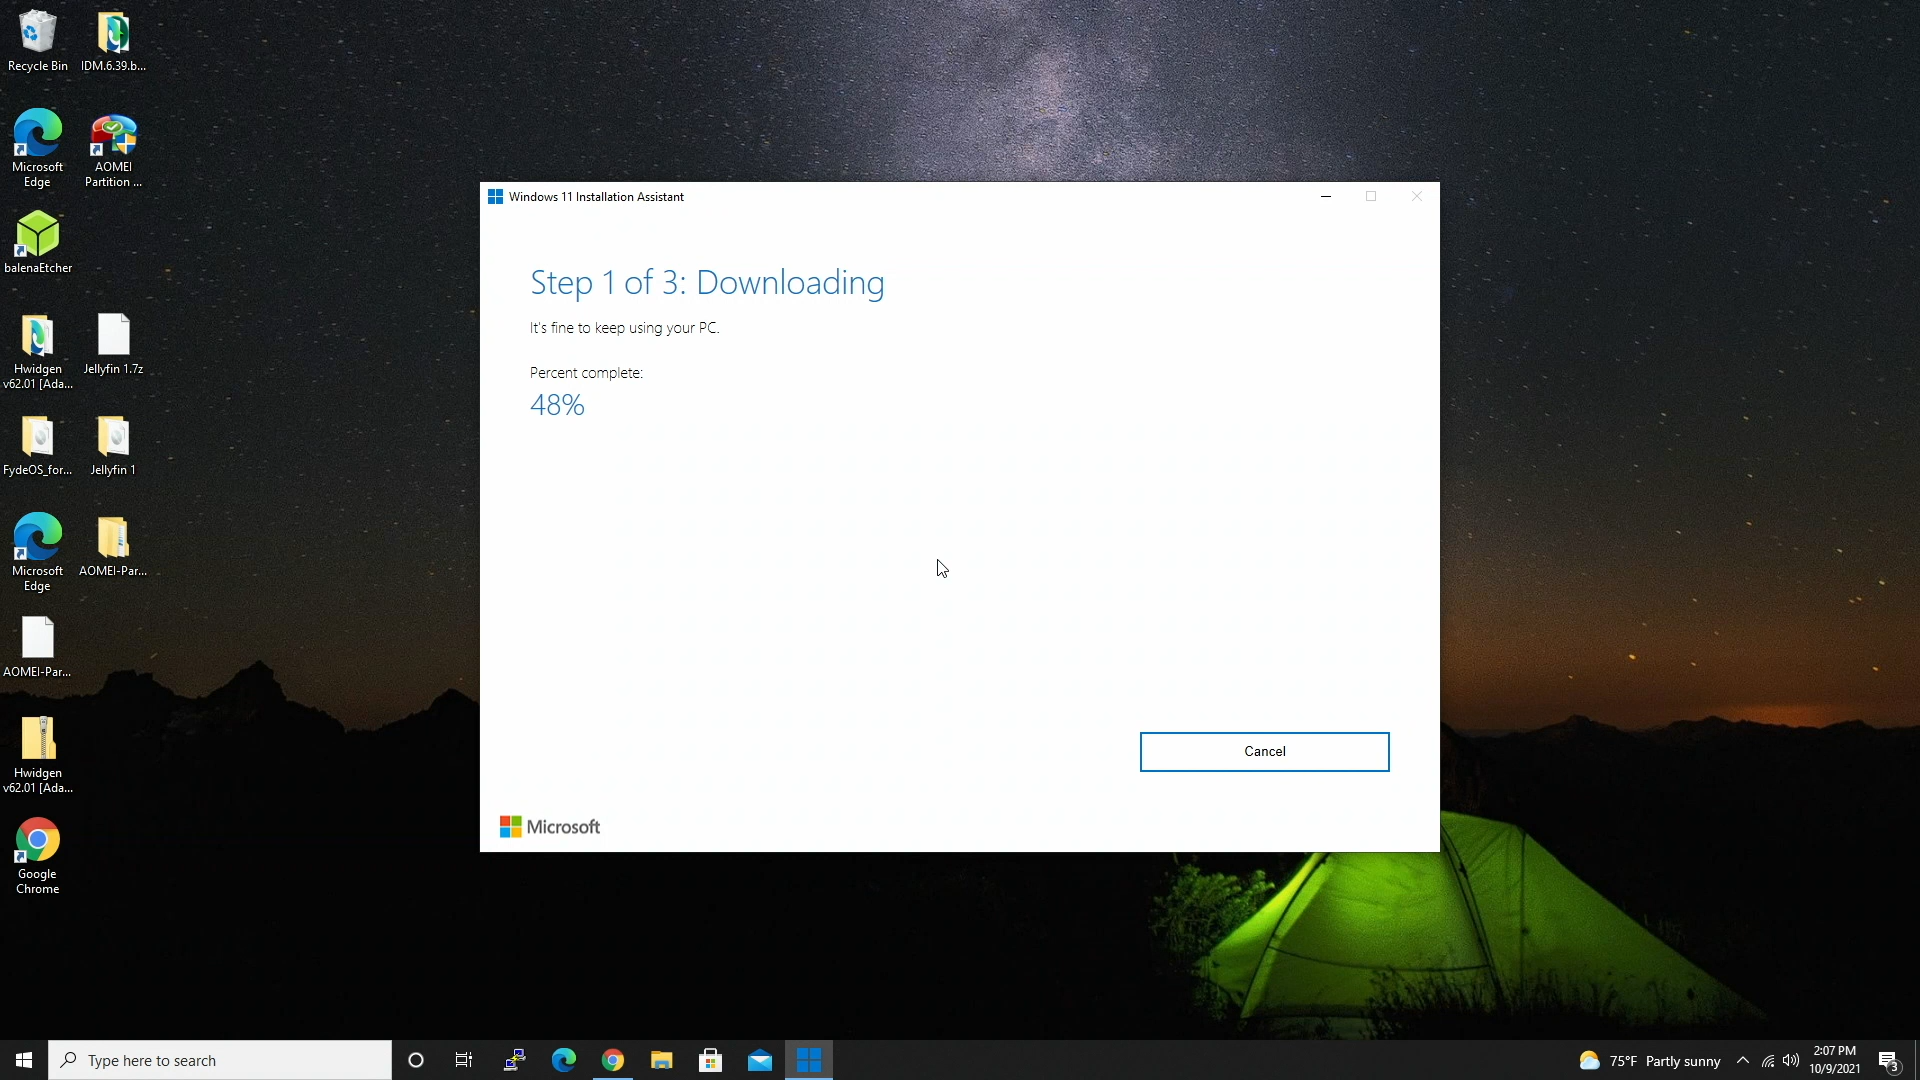 Recycle Bin
IDM.6.39.b...
Microsoft
Edge
AOMEI
Partition ...
balenaEtcher
Hwidgen
v62.01 [Ada...
Jellyfin 1.7z
FydeOS_for...
Jellyfin 1
Microsoft
Edge
AOMEI-Par...
AOMEI-Par...
Hwidgen
v62.01 [Ada...
Google
Chrome
Windows 11 Installation Assistant
Step 1 of 3: Downloading
It's fine to keep using your PC.
Percent complete:
48%
Cancel
Microsoft
Type here to search
75°F Partly sunny
2:07 PM
10/9/2021
3